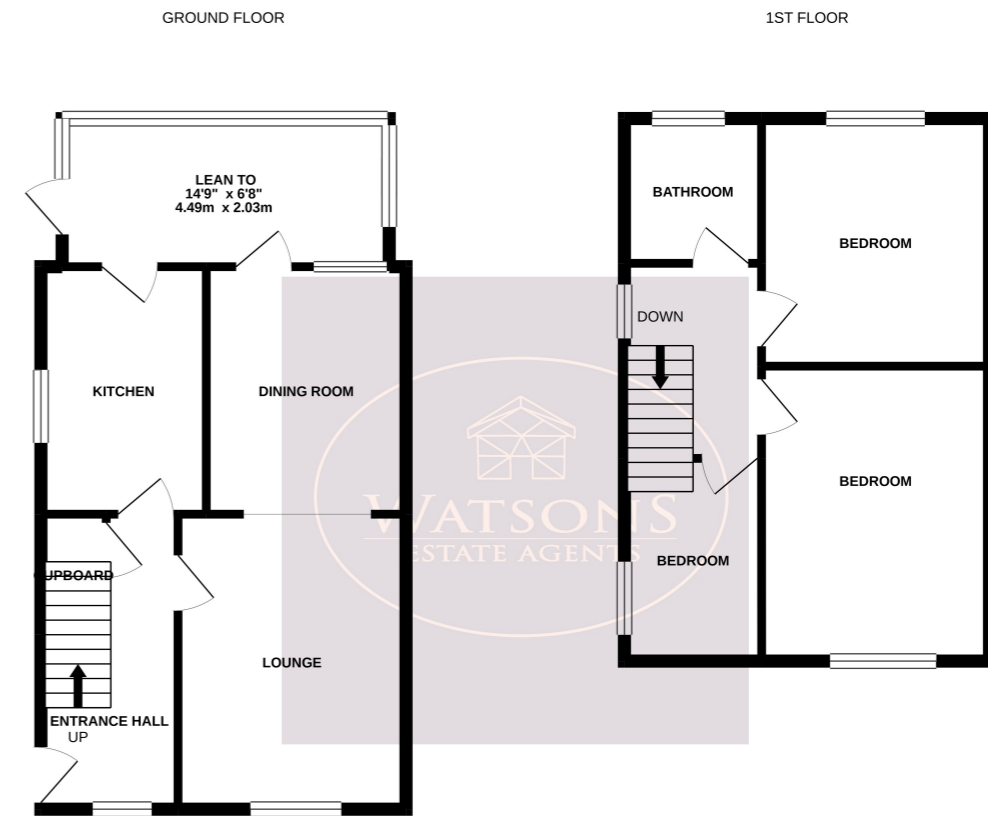 GROUND FLOOR
1ST FLOOR
LEAN TO
14'9" x 6'8"
4.49m x 2.03m
KITCHEN
DINING ROOM
CUPBOARD
LOUNGE
ENTRANCE HALL
UP
BATHROOM
BEDROOM
DOWN
BEDROOM
BEDROOM
WATSONS
ESTATE AGENTS